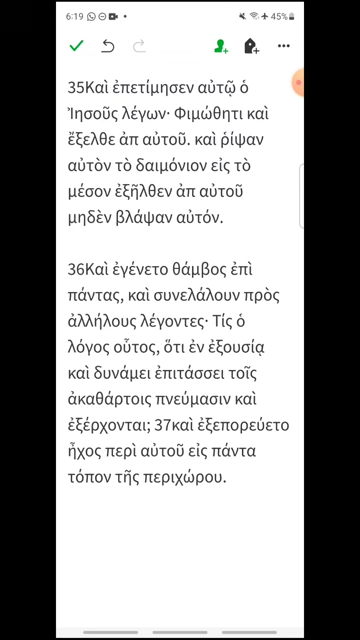 6:19
45%
35Καὶ ἐπετίμησεν αὐτῷ ὁ
Ἰησοῦς λέγων· Φιμώθητι καὶ
ἔξελθε ἀπ αὐτοῦ. καὶ ῥίψαν
αὐτὸν τὸ δαιμόνιον εἰς τὸ
μέσον ἐξῆλθεν ἀπ αὐτοῦ
μηδὲν βλάψαν αὐτόν.
36Καὶ ἐγένετο θάμβος ἐπὶ
πάντας, καὶ συνελάλουν πρὸς
ἀλλήλους λέγοντες· Τίς ὁ
λόγος οὗτος, ὅτι ἐν ἐξουσίᾳ
καὶ δυνάμει ἐπιτάσσει τοῖς
ἀκαθάρτοις πνεύμασιν καὶ
ἐξέρχονται; 37καὶ ἐξεπορεύετο
ἦχος περὶ αὐτοῦ εἰς πάντα
τόπον τῆς περιχώρου.